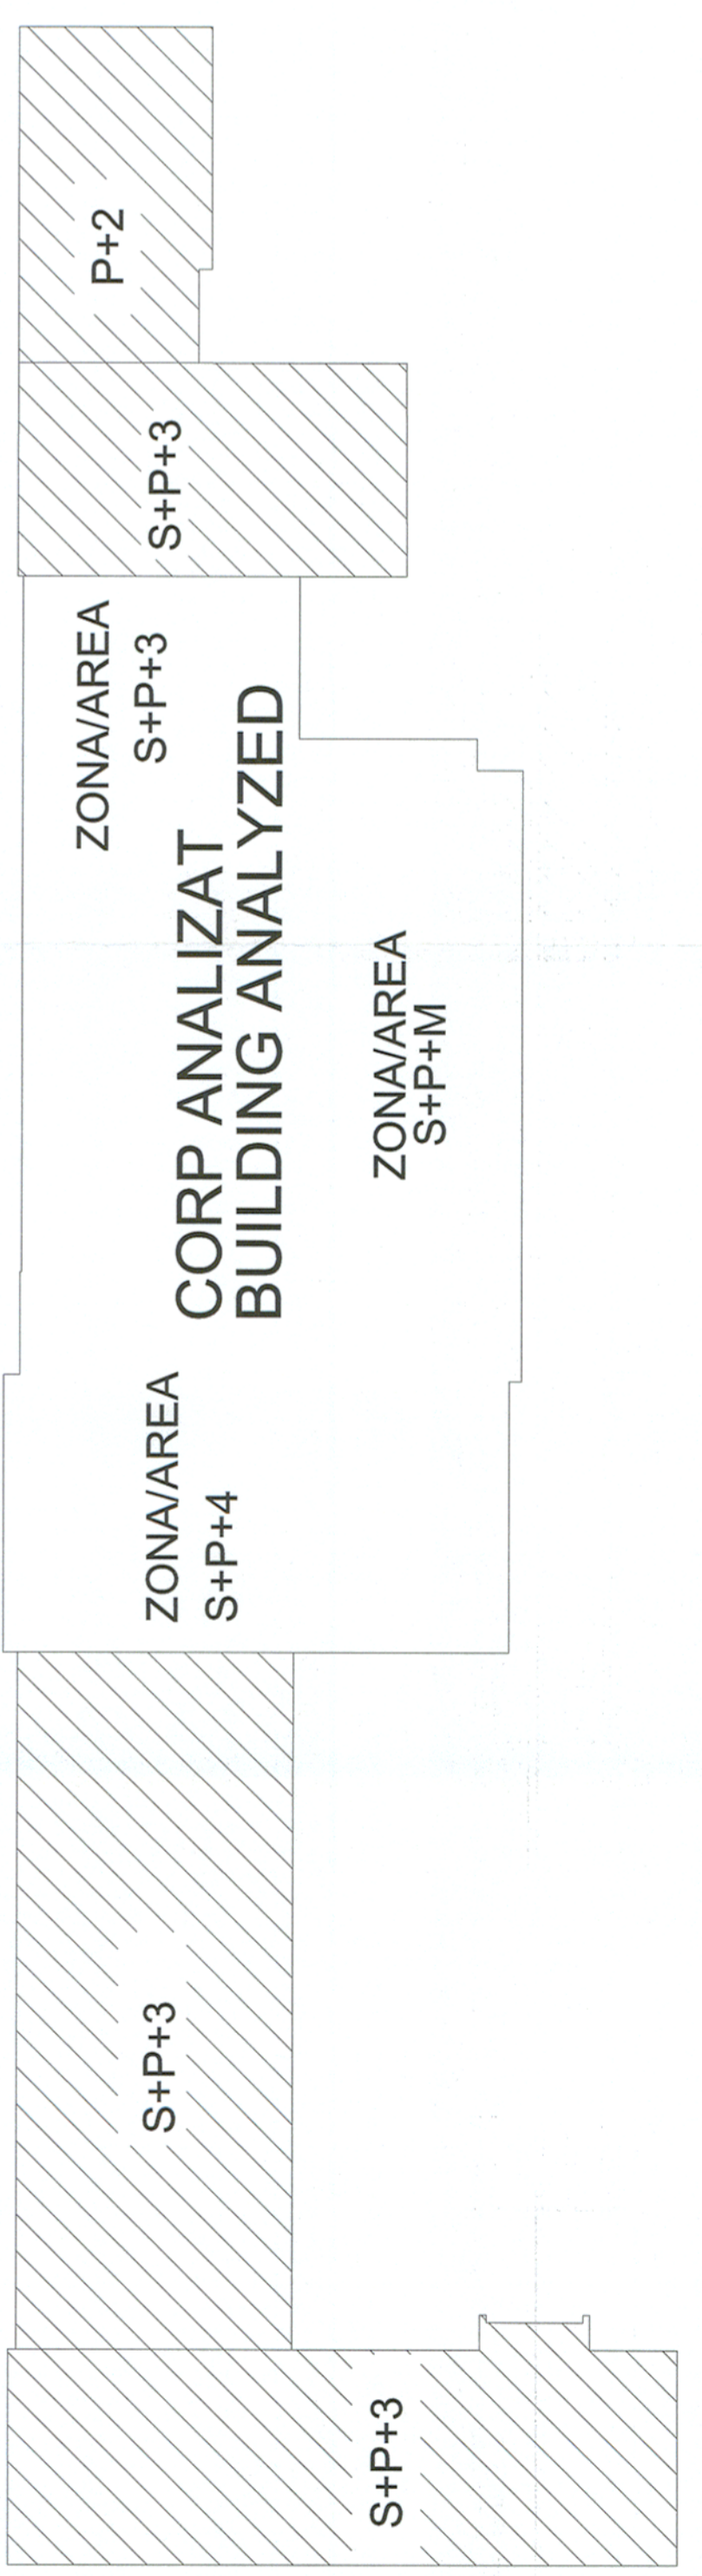 S+P+3
S+P+3
ZONA/AREA
S+P+4
CORP ANALIZAT
BUILDING ANALYZED
ZONA/AREA
S+P+M
ZONA/AREA
S+P+3
S+P+3
P+2